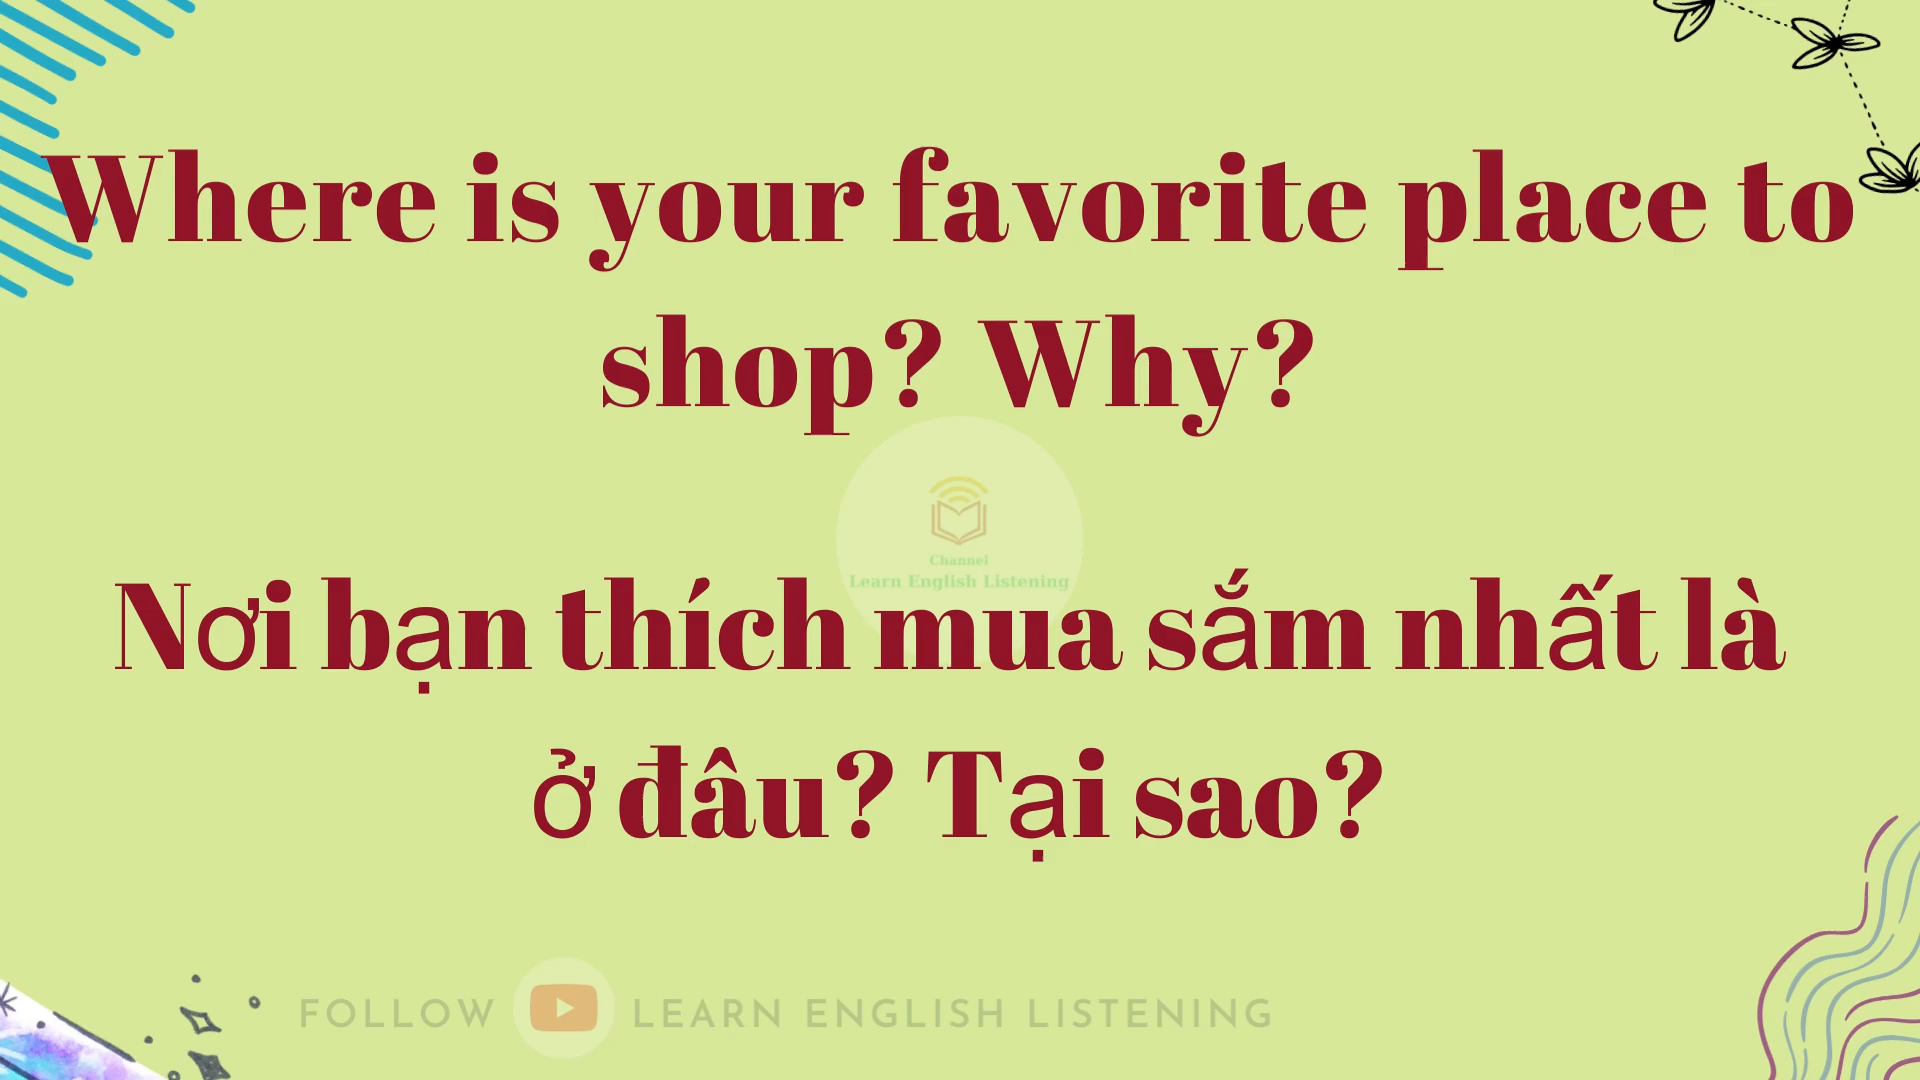 Where is your favorite place to
shop? Why?
Channel
Learn English Listening
Nơi bạn thích mua sắm nhất là
ở đâu? Tại sao?
FOLLOW LEARN ENGLISH LISTENING